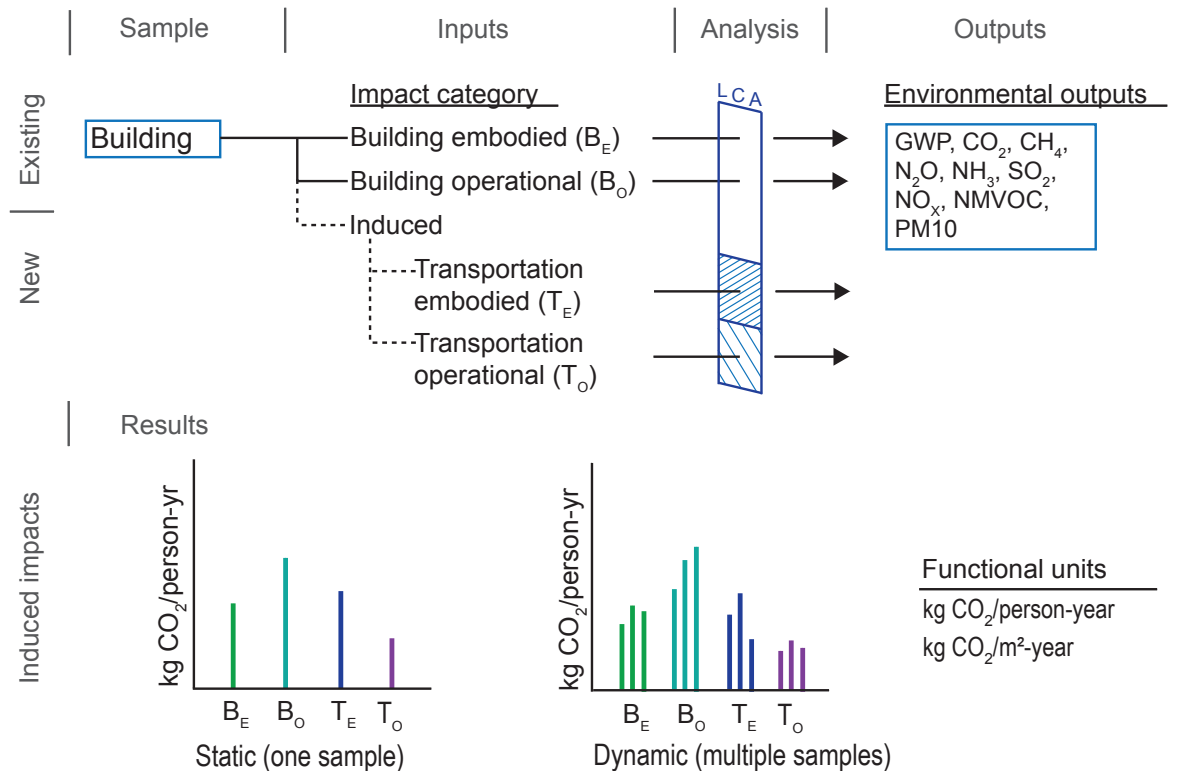 Sample
Inputs
Analysis
Outputs
Existing
New
Impact category
Building
Building embodied (B_E)
Building operational (B_O)
Induced
Transportation
embodied (T_E)
Transportation
operational (T_O)
L C A
Environmental outputs
GWP, CO₂, CH₄,
N₂O, NH₃, SO₂,
NO_X, NMVOC,
PM10
Results
Induced impacts
kg CO₂/person-yr
B_E B_O T_E T_O
Static (one sample)
kg CO₂/person-yr
B_E B_O T_E T_O
Dynamic (multiple samples)
Functional units
kg CO₂/person-year
kg CO₂/m²-year